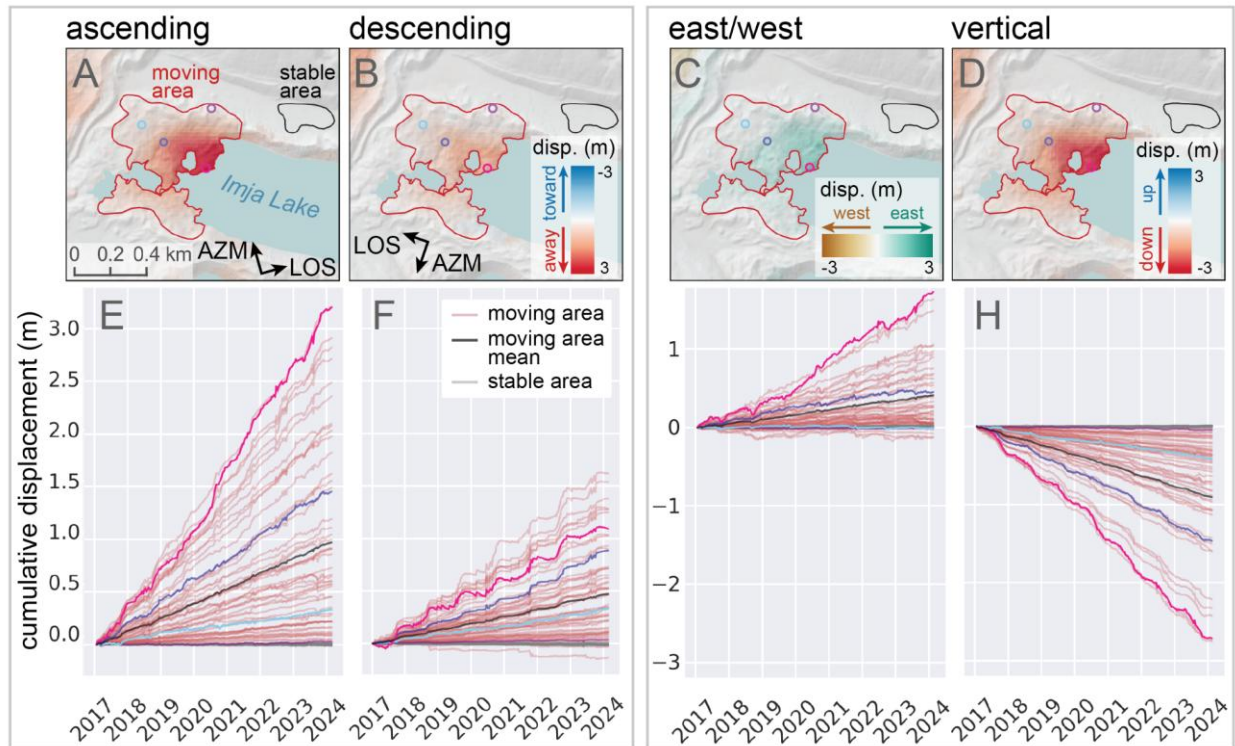 ascending
descending
east/west
vertical
A
moving
area
stable
area
Imja Lake
0 0.2 0.4 km
AZM
LOS
B
LOS
AZM
disp. (m)
-3
toward
away
3
C
disp. (m)
west
east
-3
3
D
disp. (m)
3
up
down
-3
cumulative displacement (m)
E
3.0
2.5
2.0
1.5
1.0
0.5
0.0
F
moving area
moving area
mean
stable area
1
0
−1
−2
−3
H
2017 2018 2019 2020 2021 2022 2023 2024
2017 2018 2019 2020 2021 2022 2023 2024
2017 2018 2019 2020 2021 2022 2023 2024
2017 2018 2019 2020 2021 2022 2023 2024